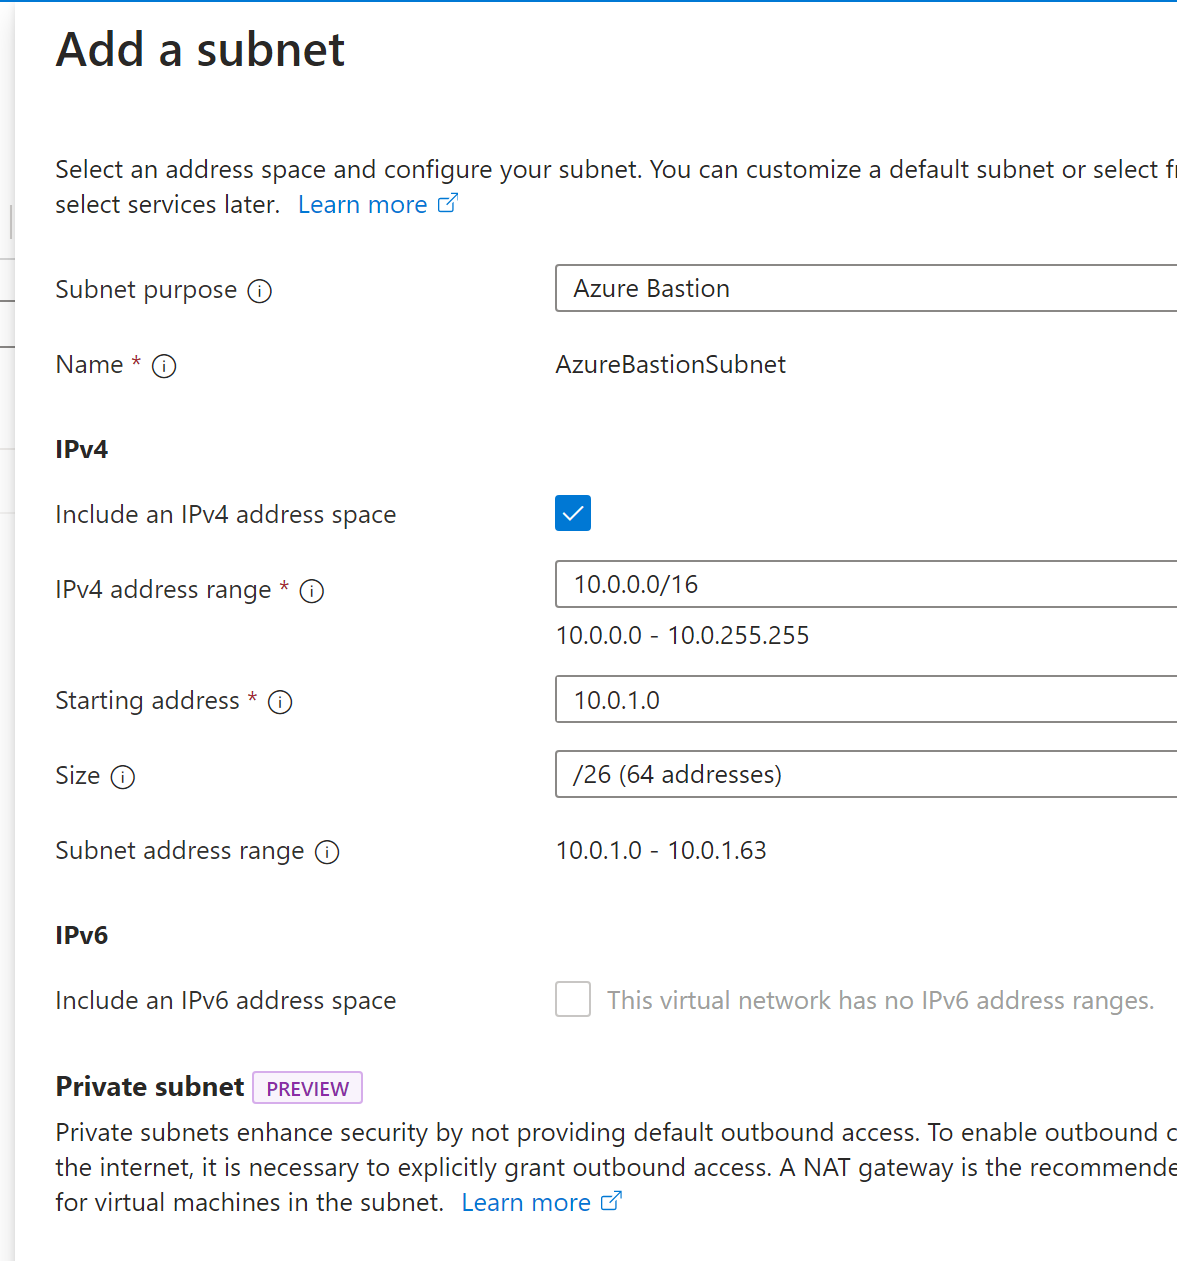 Add a subnet
Select an address space and configure your subnet. You can customize a default subnet or select
select services later. Learn more
Subnet purpose
Azure Bastion
Name *
AzureBastionSubnet
IPv4
Include an IPv4 address space
IPv4 address range *
10.0.0.0/16
10.0.0.0 - 10.0.255.255
Starting address *
10.0.1.0
Size
/26 (64 addresses)
Subnet address range
10.0.1.0 - 10.0.1.63
IPv6
Include an IPv6 address space
This virtual network has no IPv6 address ranges.
Private subnet PREVIEW
Private subnets enhance security by not providing default outbound access. To enable outbound
the internet, it is necessary to explicitly grant outbound access. A NAT gateway is the recommende
for virtual machines in the subnet. Learn more